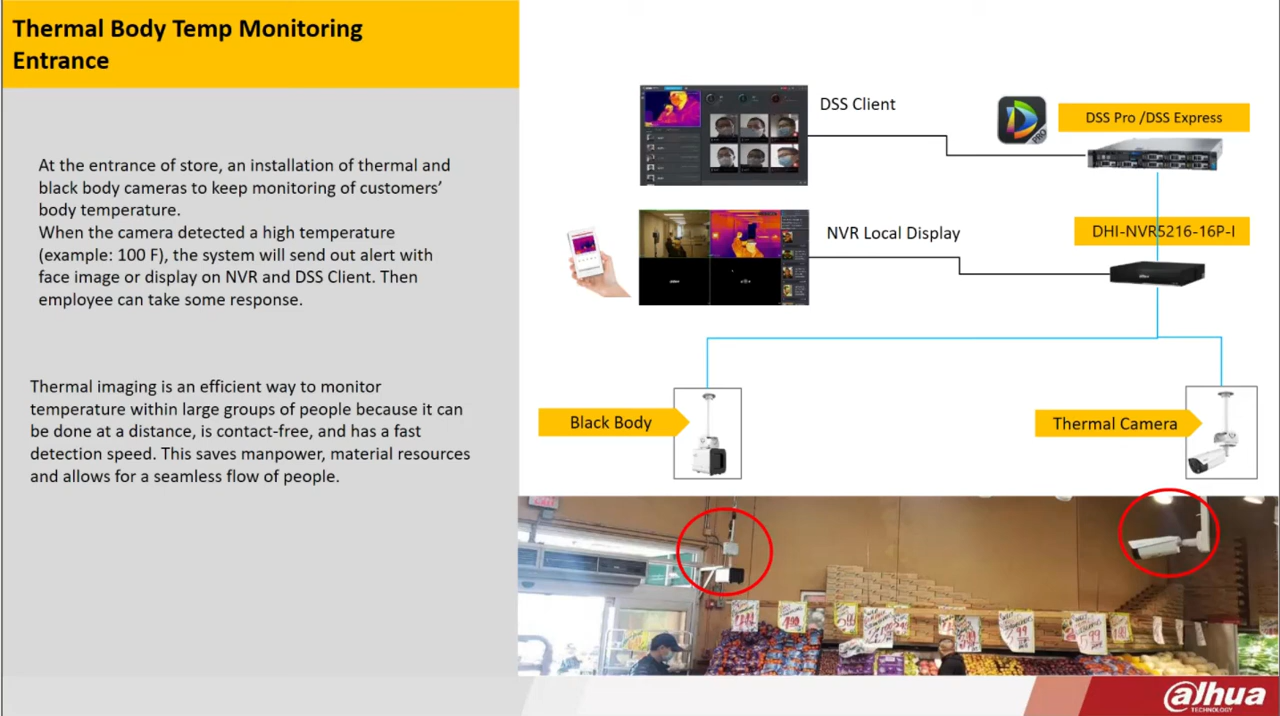 Thermal Body Temp Monitoring
Entrance
At the entrance of store, an installation of thermal and
black body cameras to keep monitoring of customers’
body temperature.
When the camera detected a high temperature
(example: 100 F), the system will send out alert with
face image or display on NVR and DSS Client. Then
employee can take some response.
Thermal imaging is an efficient way to monitor
temperature within large groups of people because it can
be done at a distance, is contact-free, and has a fast
detection speed. This saves manpower, material resources
and allows for a seamless flow of people.
DSS Client
PRO
DSS Pro /DSS Express
NVR Local Display
DHI-NVR5216-16P-I
Black Body
Thermal Camera
alhua
TECHNOLOGY